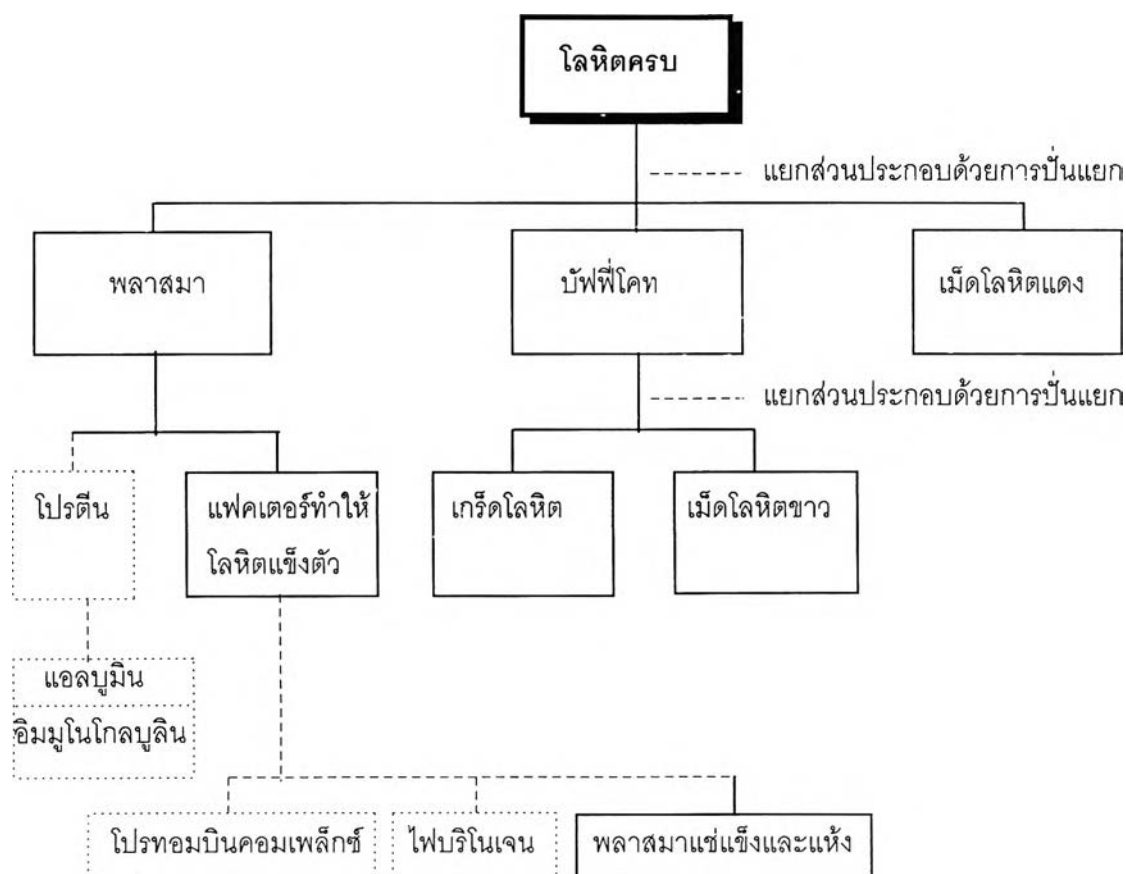 โลหิตครบ
แยกส่วนประกอบด้วยการปั่นแยก
พลาสมา
บัฟฟี่โคท
เม็ดโลหิตแดง
แยกส่วนประกอบด้วยการปั่นแยก
โปรตีน
แฟคเตอร์ทำให้
โลหิตแข็งตัว
เกร็ดโลหิต
เม็ดโลหิตขาว
แอลบูมิน
อิมมูโนโกลบูลิน
โปรทอมบินคอมเพล็กซ์
ไฟบริโนเจน
พลาสมาแช่แข็งและแห้ง